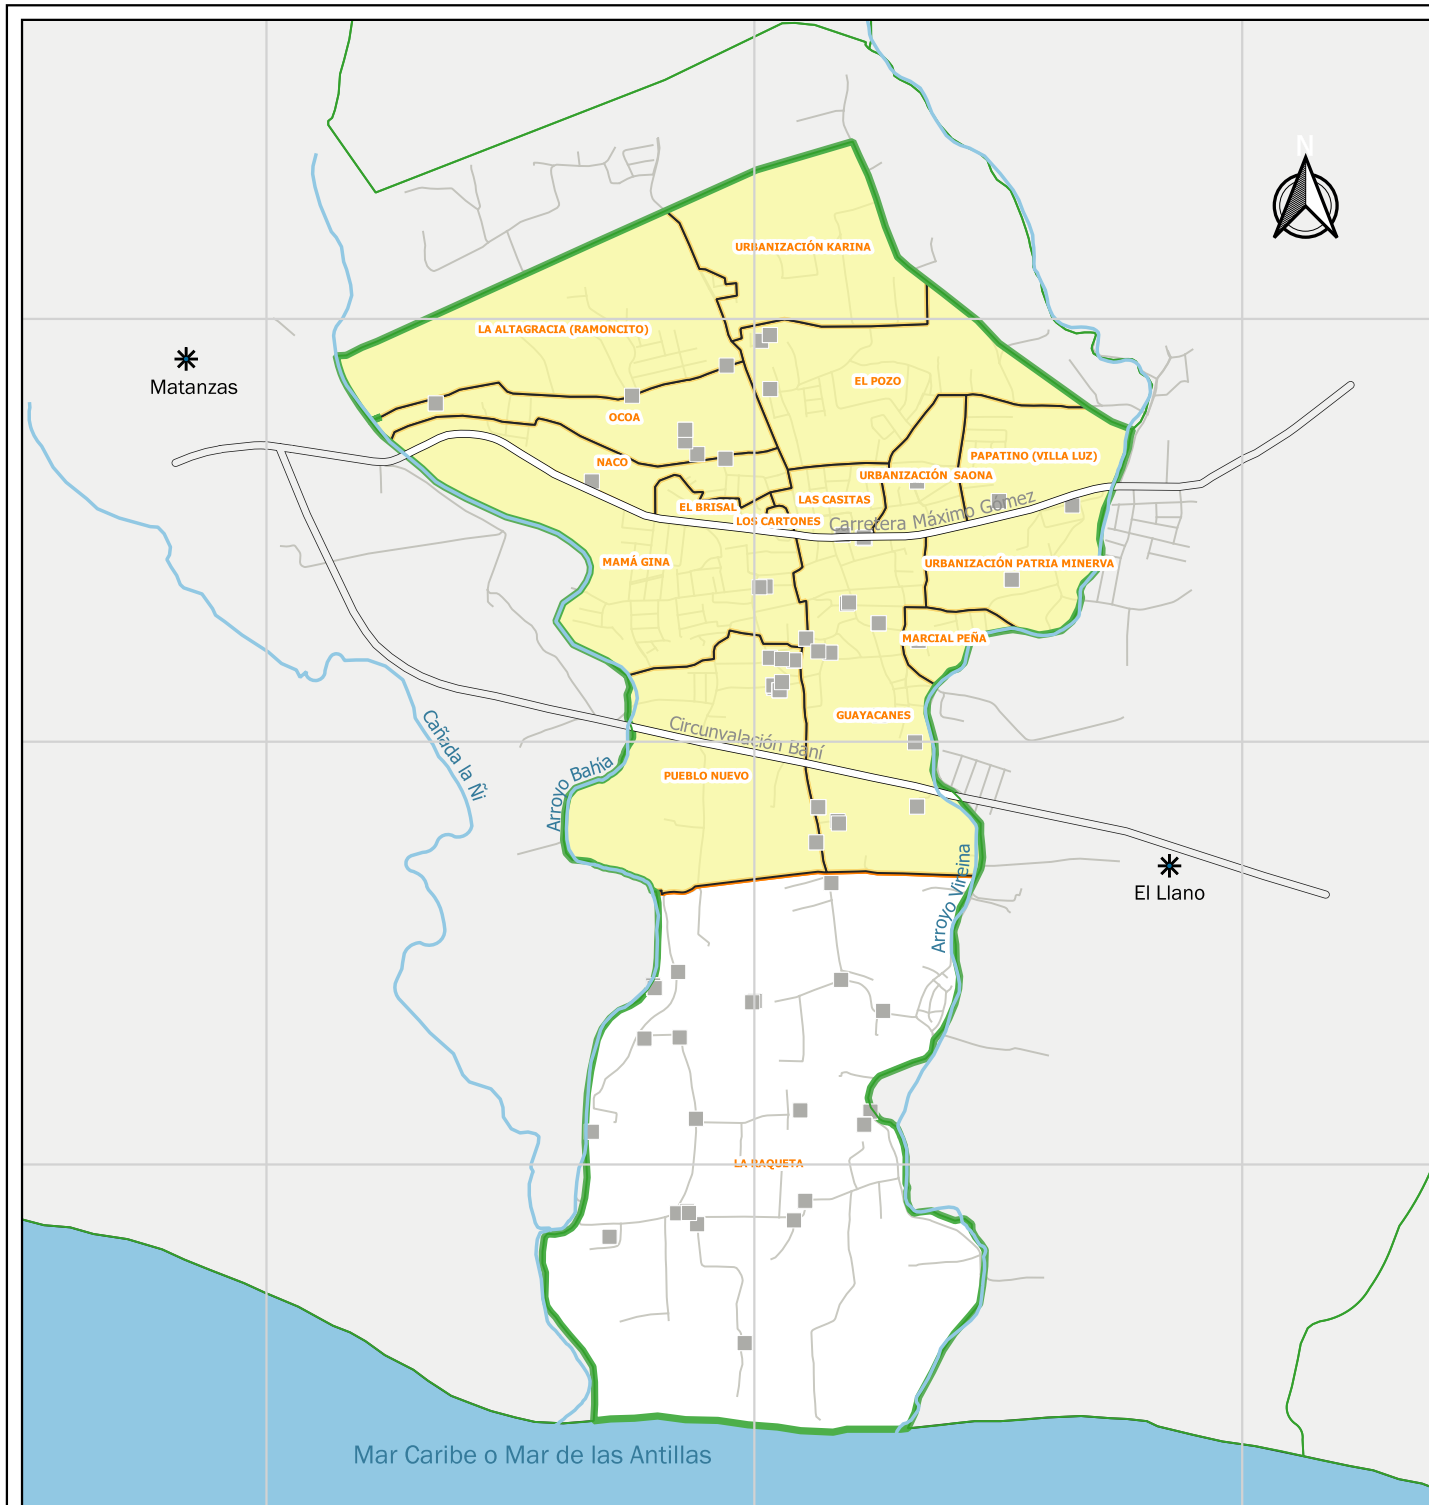 N
URBANIZACIÓN KARINA
LA ALTAGRACIA (RAMONCITO)
Matanzas
EL POZO
OCOA
PAPATINO (VILLA LUZ)
NACO
URBANIZACIÓN SAONA
LAS CASITAS
EL BRISAL
LOS CARTONES
Carretera Máximo Gómez
MAMÁ GINA
URBANIZACIÓN PATRIA MINERVA
MARCIAL PEÑA
GUAYACANES
Circunvalación Baní
Cañada la Ñi
PUEBLO NUEVO
Arroyo Bahía
El Llano
Arroyo Vireina
LA RAQUETA
Mar Caribe o Mar de las Antillas